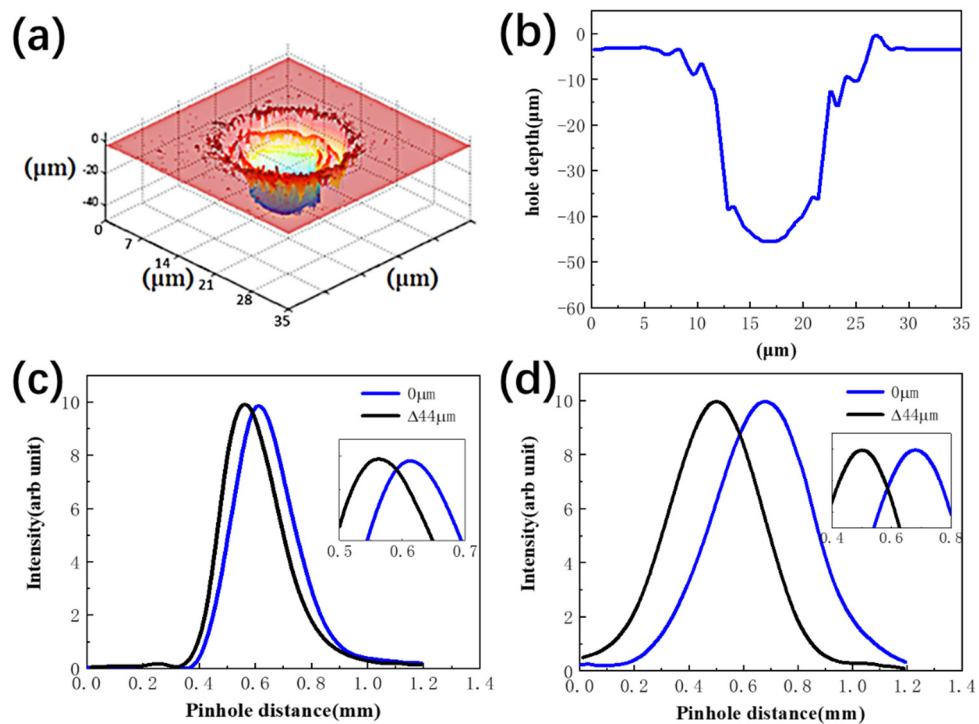 (a)
0
-20
-40
(μm)
0
7
14
21
28
35
(μm)
(μm)
(b)
0
-10
-20
-30
-40
-50
-60
hole depth(μm)
0 5 10 15 20 25 30 35
(μm)
(c)
10
8
6
4
2
0
Intensity(arb unit)
0μm
Δ44μm
0.5 0.6 0.7
0.0 0.2 0.4 0.6 0.8 1.0 1.2 1.4
Pinhole distance(mm)
(d)
10
8
6
4
2
0
Intensity(arb unit)
0μm
Δ44μm
0.4 0.6 0.8
0.0 0.2 0.4 0.6 0.8 1.0 1.2 1.4
Pinhole distance(mm)